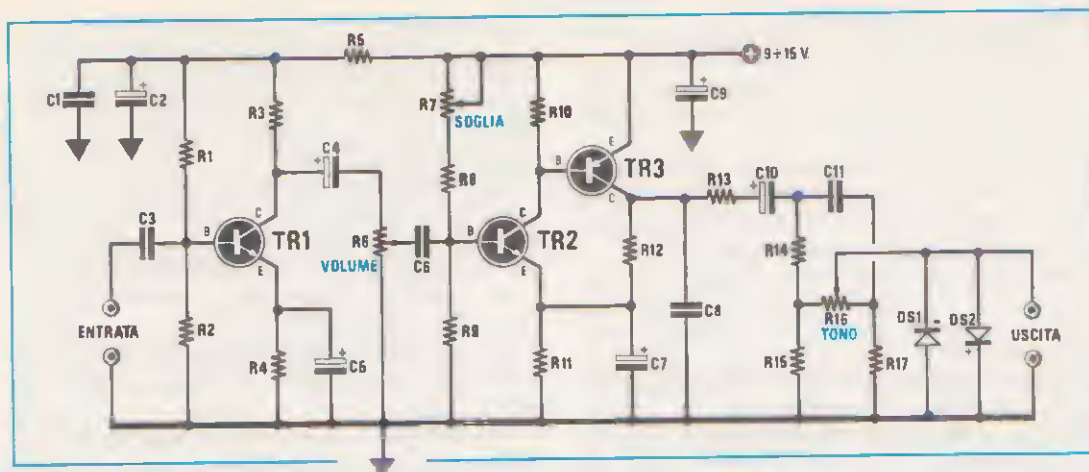 R5
9÷15 V.
C1
C2
R3
R7
SOGLIA
R10
C9
R1
C4
R8
TR3
B
E
C
R13
C10
C11
C3
B
C
E
TR1
R6
VOLUME
C6
B
C
E
TR2
R12
R14
ENTRATA
R2
R4
C5
R9
R11
C7
C8
R15
R16
TONO
R17
DS1
DS2
USCITA